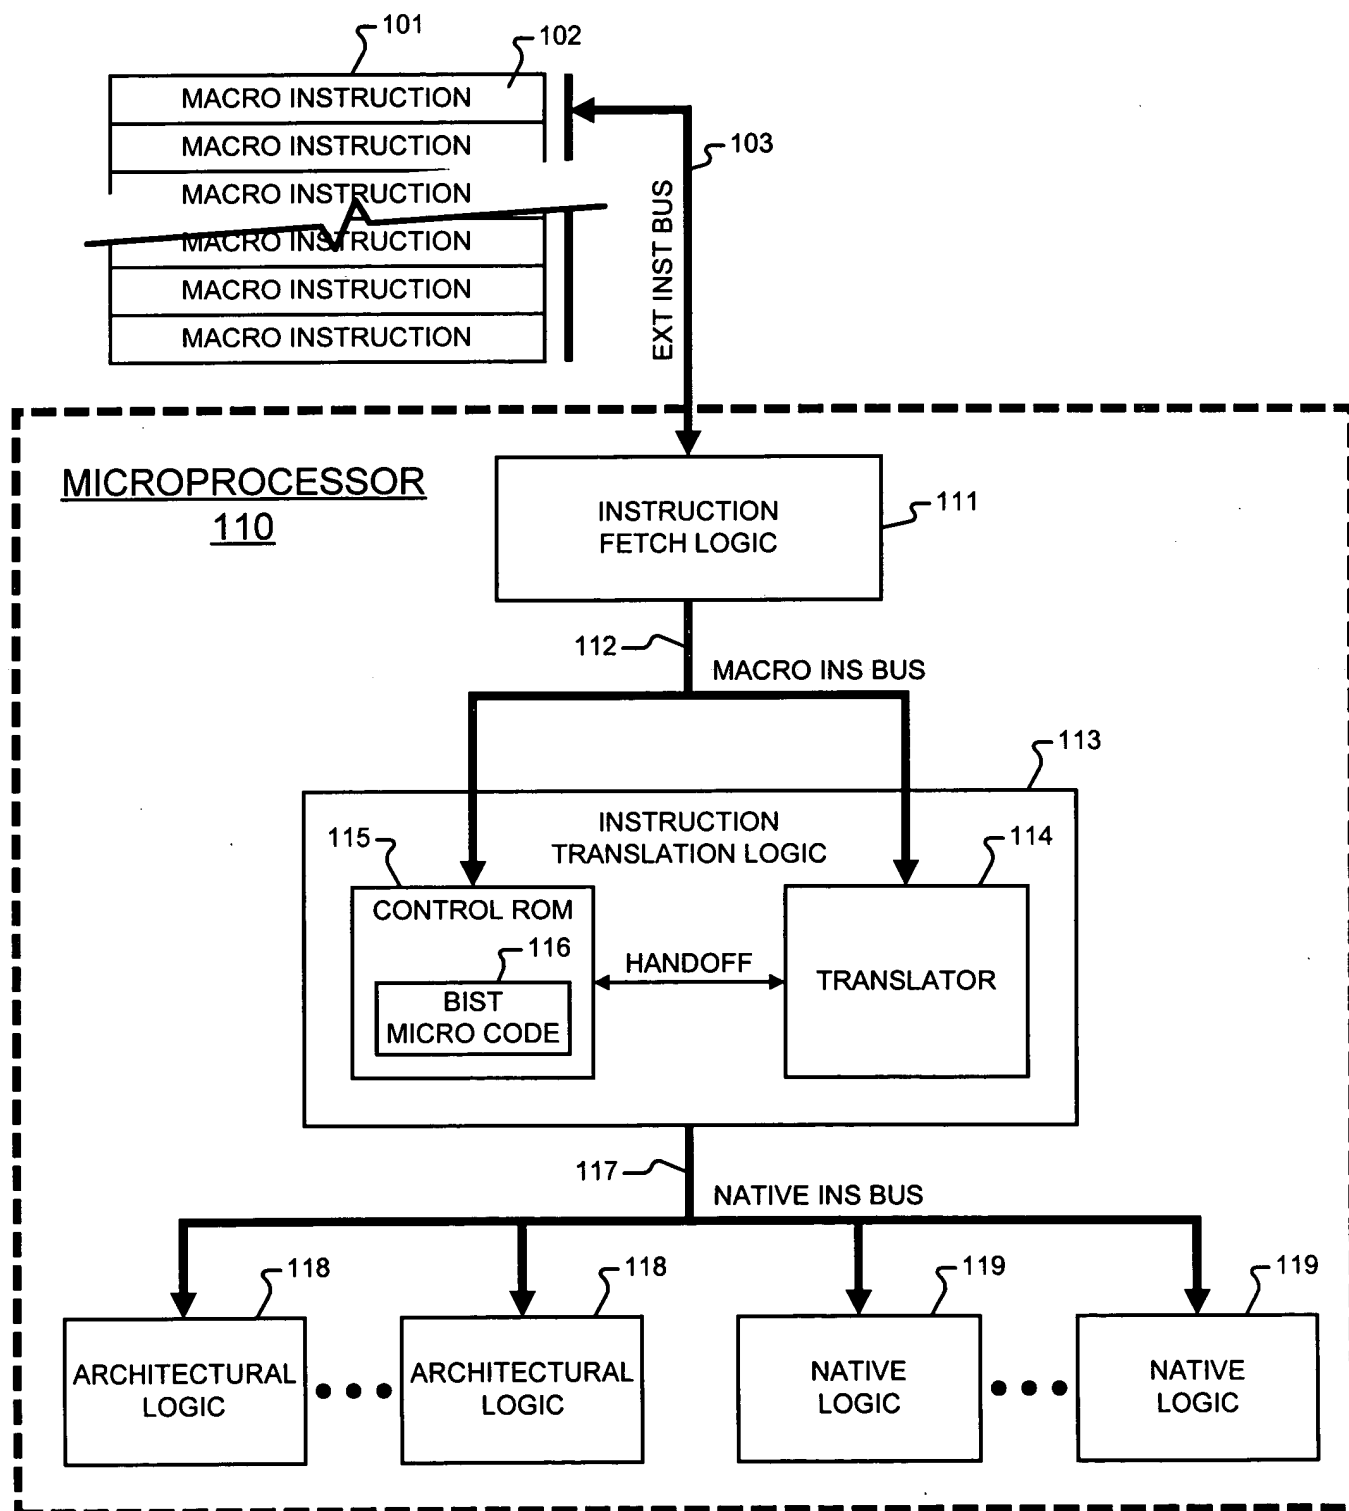 101
102
MACRO INSTRUCTION
MACRO INSTRUCTION
MACRO INSTRUCTION
MACRO INSTRUCTION
MACRO INSTRUCTION
MACRO INSTRUCTION
103
EXT INST BUS
MICROPROCESSOR
110
INSTRUCTION
FETCH LOGIC
111
112
MACRO INS BUS
113
INSTRUCTION
TRANSLATION LOGIC
115
114
CONTROL ROM
116
BIST
MICRO CODE
HANDOFF
TRANSLATOR
117
NATIVE INS BUS
118
118
119
119
ARCHITECTURAL
LOGIC
ARCHITECTURAL
LOGIC
NATIVE
LOGIC
NATIVE
LOGIC